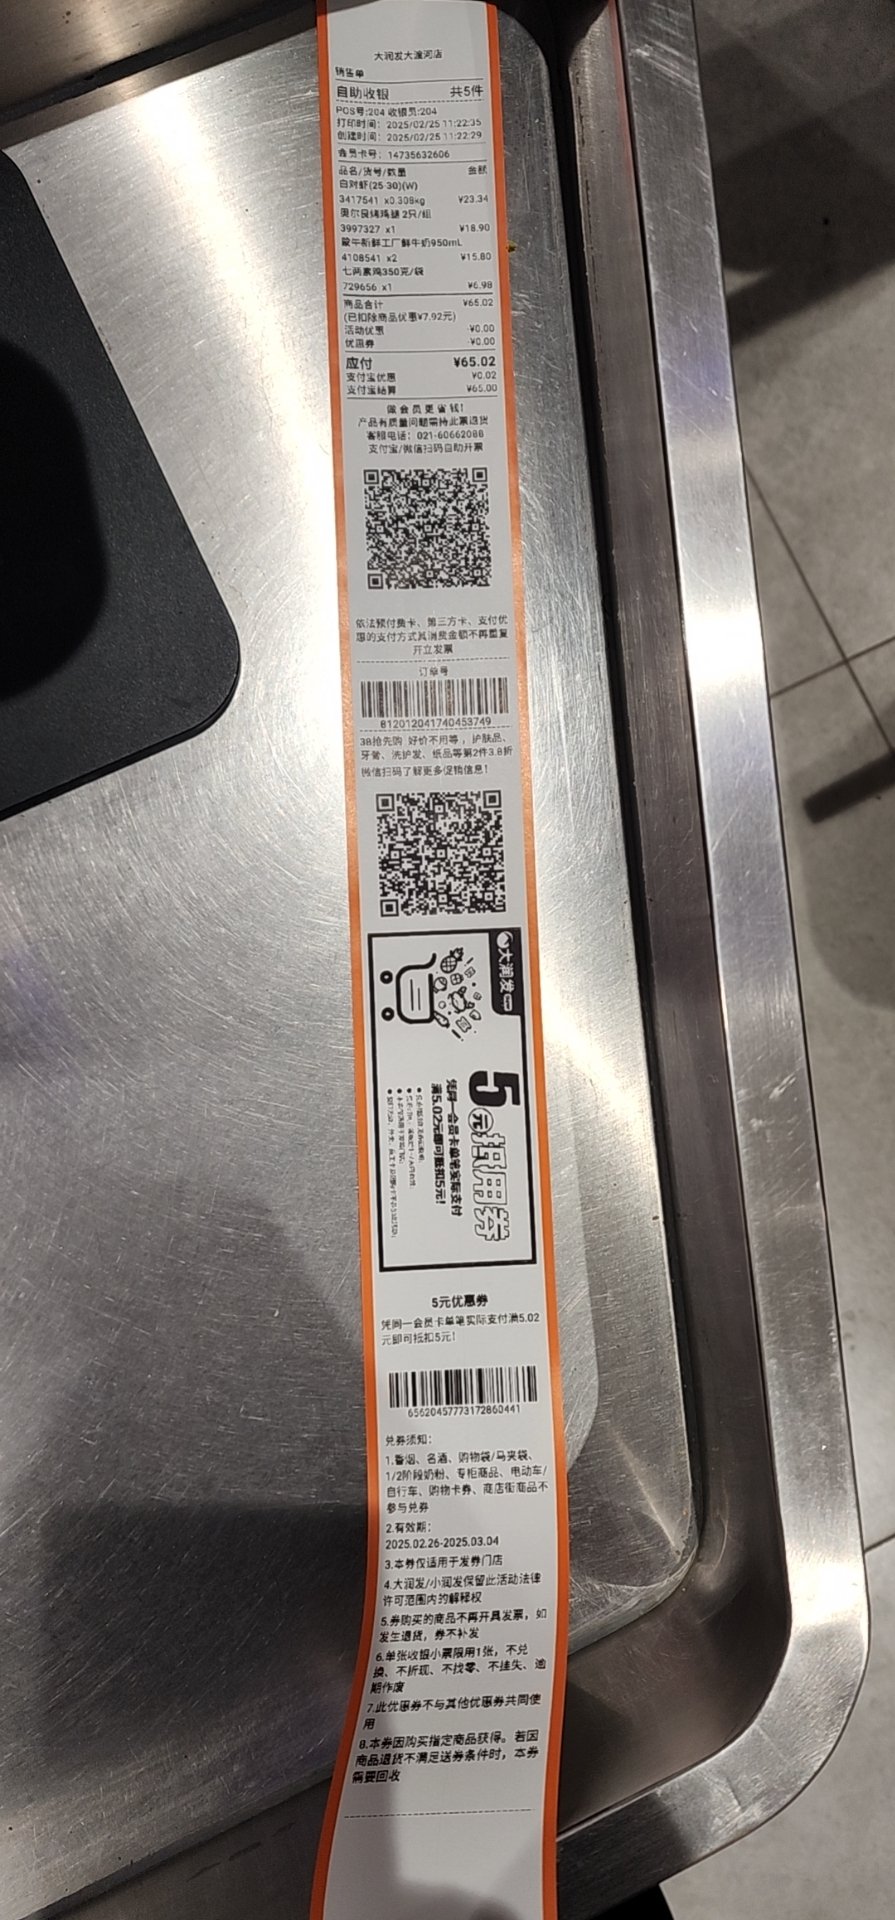 大润发大渡河店
销售单
自助收银 共5件
POS号:204 收银员:204
打印时间: 2025/02/25 11:22:35
创建时间: 2025/02/25 11:22:29
会员卡号: 14735632606
品名/货号/数量 金额
白对虾(25-30)(W)
3417541 x0.308kg ¥23.34
奥尔良烤鸡腿 2只/组
3997327 x1 ¥18.90
蒙牛新鲜工厂鲜牛奶950mL
4108541 x2 ¥15.80
七两素鸡350克/袋
729656 x1 ¥6.98
商品合计 ¥65.02
(已扣除商品优惠¥7.92元)
活动优惠 -¥0.00
优惠券 -¥0.00
应付 ¥65.02
支付宝优惠 ¥0.02
支付宝结算 ¥65.00
做会员更省钱!
产品有质量问题需持此票退货
客服电话: 021-60662088
支付宝/微信扫码自助开票
依法预付费卡、第三方卡、支付优
惠的支付方式其消费金额不再重复
开立发票
订单号
812012041740453749
38抢先购 好价不用等，护肤品、
牙膏、洗护发、纸品等第2件3.8折
微信扫码了解更多促销信息!
大润发
5元抵用券
凭同一会员卡单笔实际支付
满5.02元即可抵扣5元!
5元优惠券
凭同一会员卡单笔实际支付满5.02
元即可抵扣5元!
65620457773172860441
兑券须知:
1.香烟、名酒、购物袋/马夹袋、
1/2阶段奶粉、专柜商品、电动车/
自行车、购物卡券、商店街商品不
参与兑券
2.有效期:
2025.02.26-2025.03.04
3.本券仅适用于发券门店
4.大润发/小润发保留此活动法律
许可范围内的解释权
5.券购买的商品不再开具发票，如
发生退货，券不补发
6.单张收银小票限用1张，不兑
换、不折现、不找零、不挂失、逾
期作废
7.此优惠券不与其他优惠券共同使
用
8.本券因购买指定商品获得。若因
商品退货不满足送券条件时，本券
需要回收